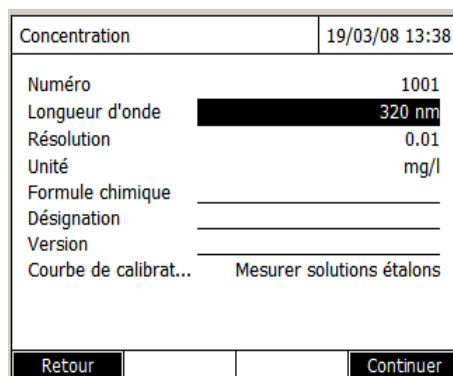 Concentration 19/03/08 13:38
Numéro 1001
Longueur d'onde 320 nm
Résolution 0.01
Unité mg/l
Formule chimique
Désignation
Version
Courbe de calibrat... Mesurer solutions étalons
Retour Continuer